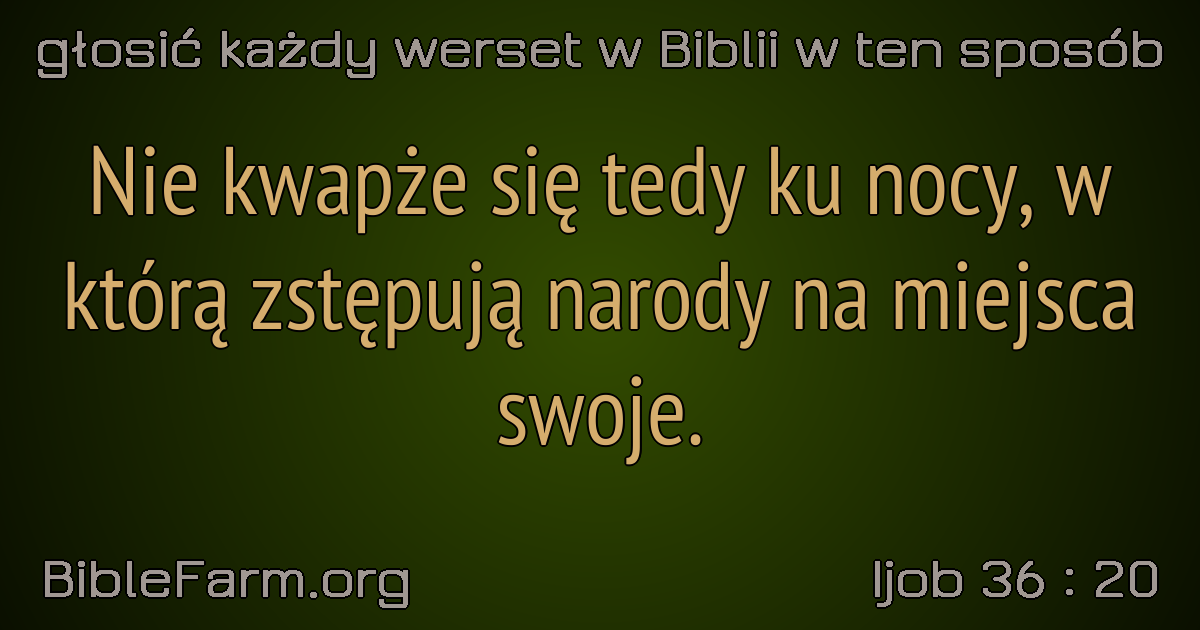 głosić każdy werset w Biblii w ten sposób
Nie kwapże się tedy ku nocy, w
którą zstępują narody na miejsca
swoje.
BibleFarm.org
Ijob 36 : 20